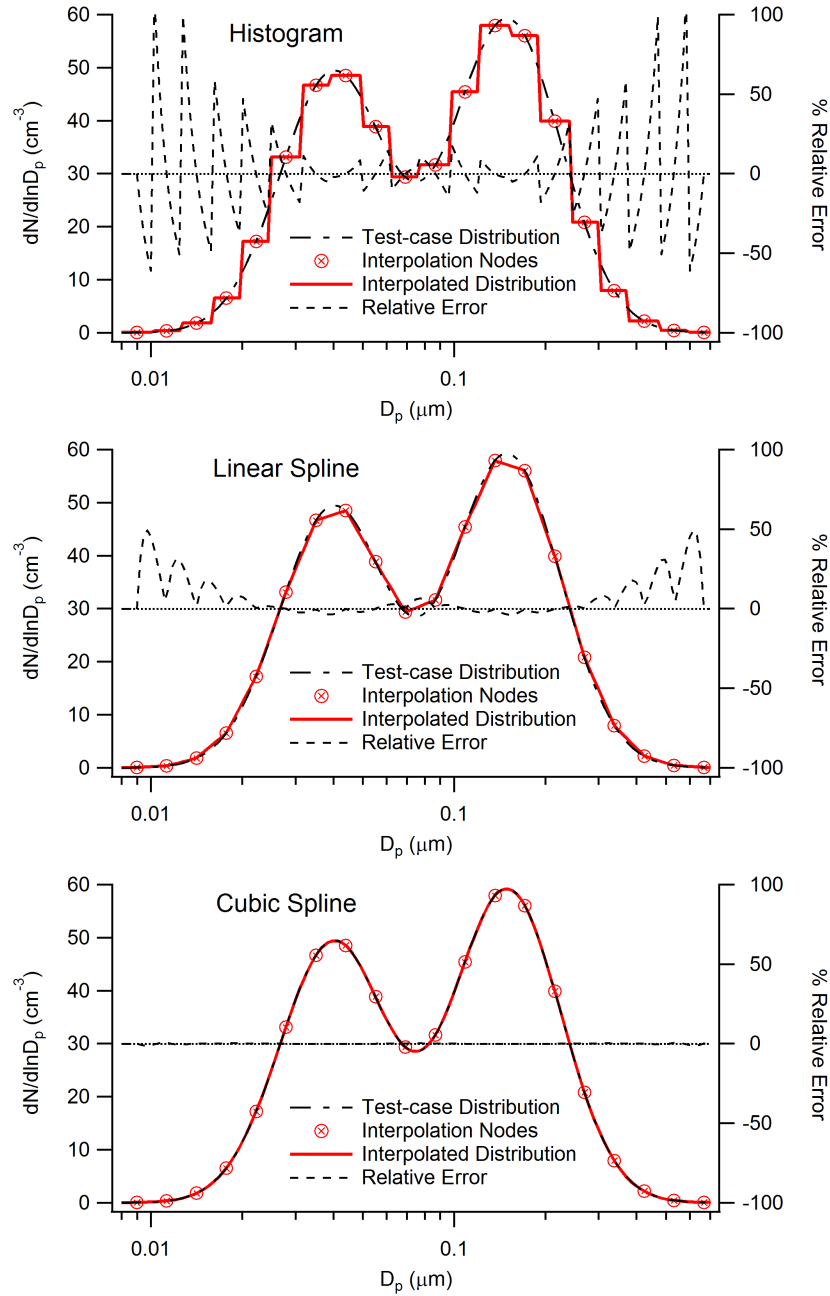 Histogram
60
50
40
30
20
10
0
dN/dlnDp (cm-3)
100
50
0
-50
-100
% Relative Error
Test-case Distribution
Interpolation Nodes
Interpolated Distribution
Relative Error
0.01
0.1
Dp (μm)
Linear Spline
60
50
40
30
20
10
0
dN/dlnDp (cm-3)
100
50
0
-50
-100
% Relative Error
Test-case Distribution
Interpolation Nodes
Interpolated Distribution
Relative Error
0.01
0.1
Dp (μm)
Cubic Spline
60
50
40
30
20
10
0
dN/dlnDp (cm-3)
100
50
0
-50
-100
% Relative Error
Test-case Distribution
Interpolation Nodes
Interpolated Distribution
Relative Error
0.01
0.1
Dp (μm)